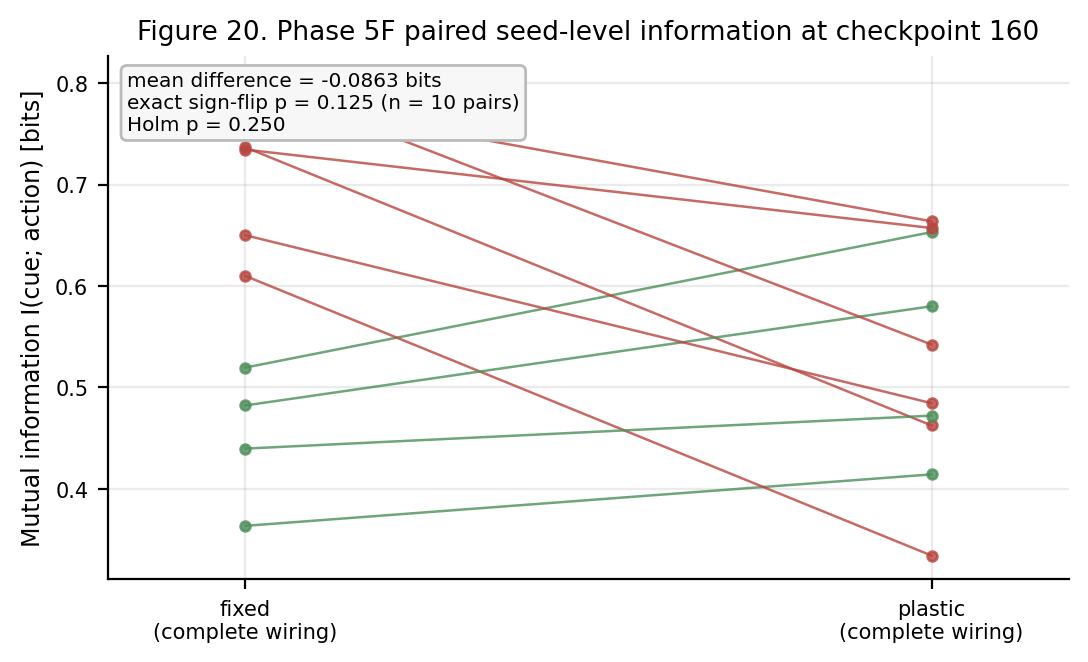 Figure 20. Phase 5F paired seed-level information at checkpoint 160
mean difference = -0.0863 bits
exact sign-flip p = 0.125 (n = 10 pairs)
Holm p = 0.250
Mutual information I(cue; action) [bits]
0.8
0.7
0.6
0.5
0.4
fixed
(complete wiring)
plastic
(complete wiring)